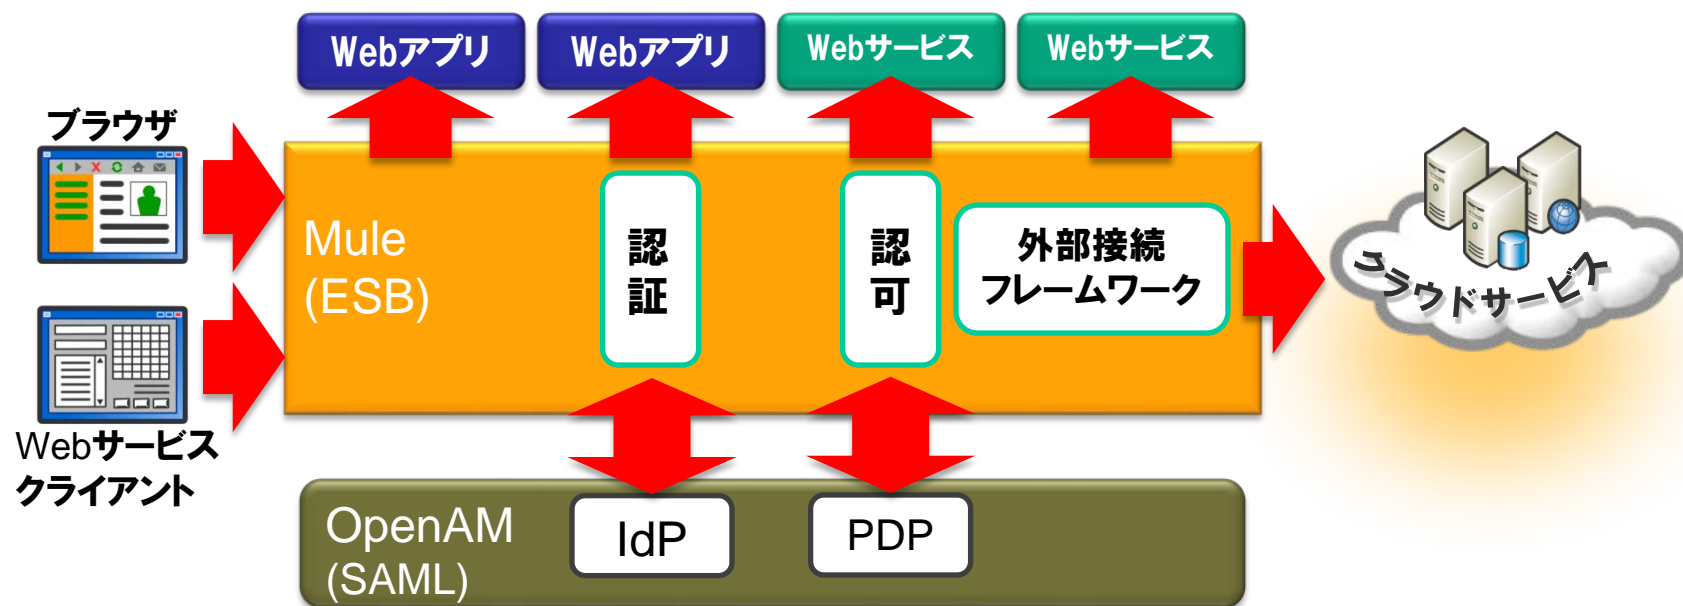 Webアプリ
Webアプリ
Webサービス
Webサービス
ブラウザ
Webサービス
クライアント
Mule
(ESB)
認
証
認
可
外部接続
フレームワーク
クラウドサービス
OpenAM
(SAML)
IdP
PDP